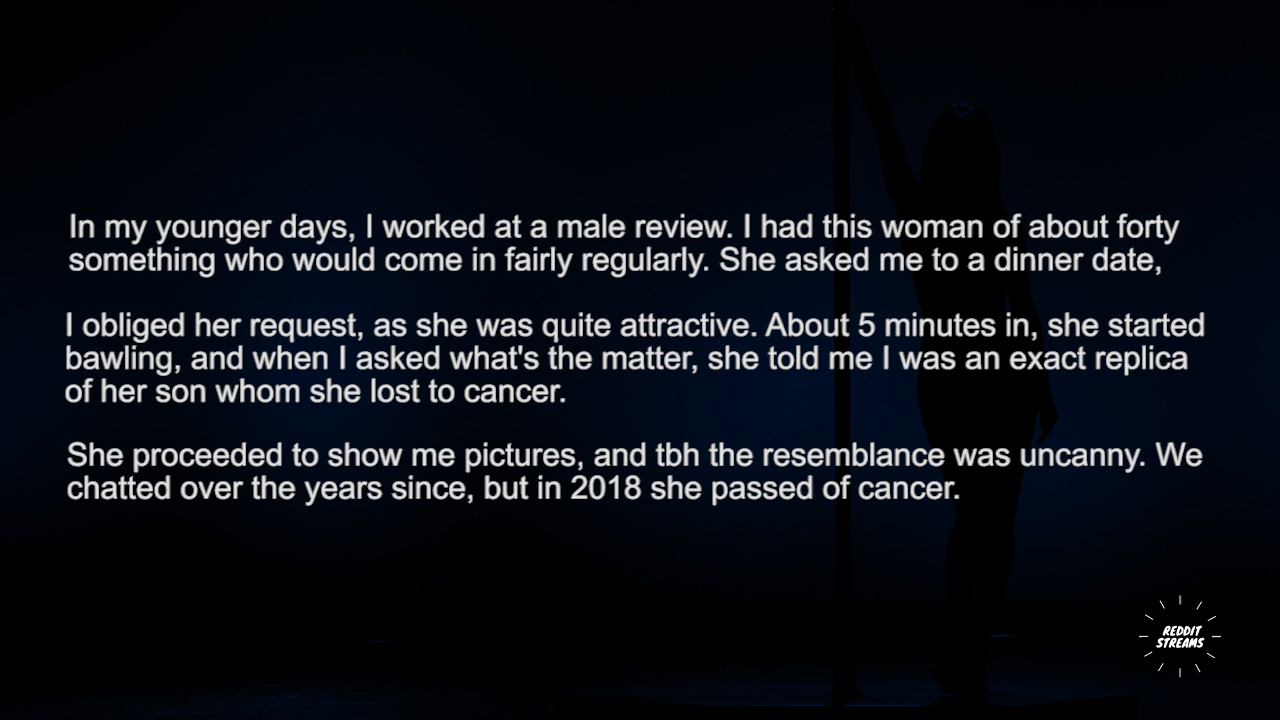 In my younger days, I worked at a male review. I had this woman of about forty
something who would come in fairly regularly. She asked me to a dinner date,
I obliged her request, as she was quite attractive. About 5 minutes in, she started
bawling, and when I asked what's the matter, she told me I was an exact replica
of her son whom she lost to cancer.
She proceeded to show me pictures, and tbh the resemblance was uncanny. We
chatted over the years since, but in 2018 she passed of cancer.
REDDIT
STREAMS